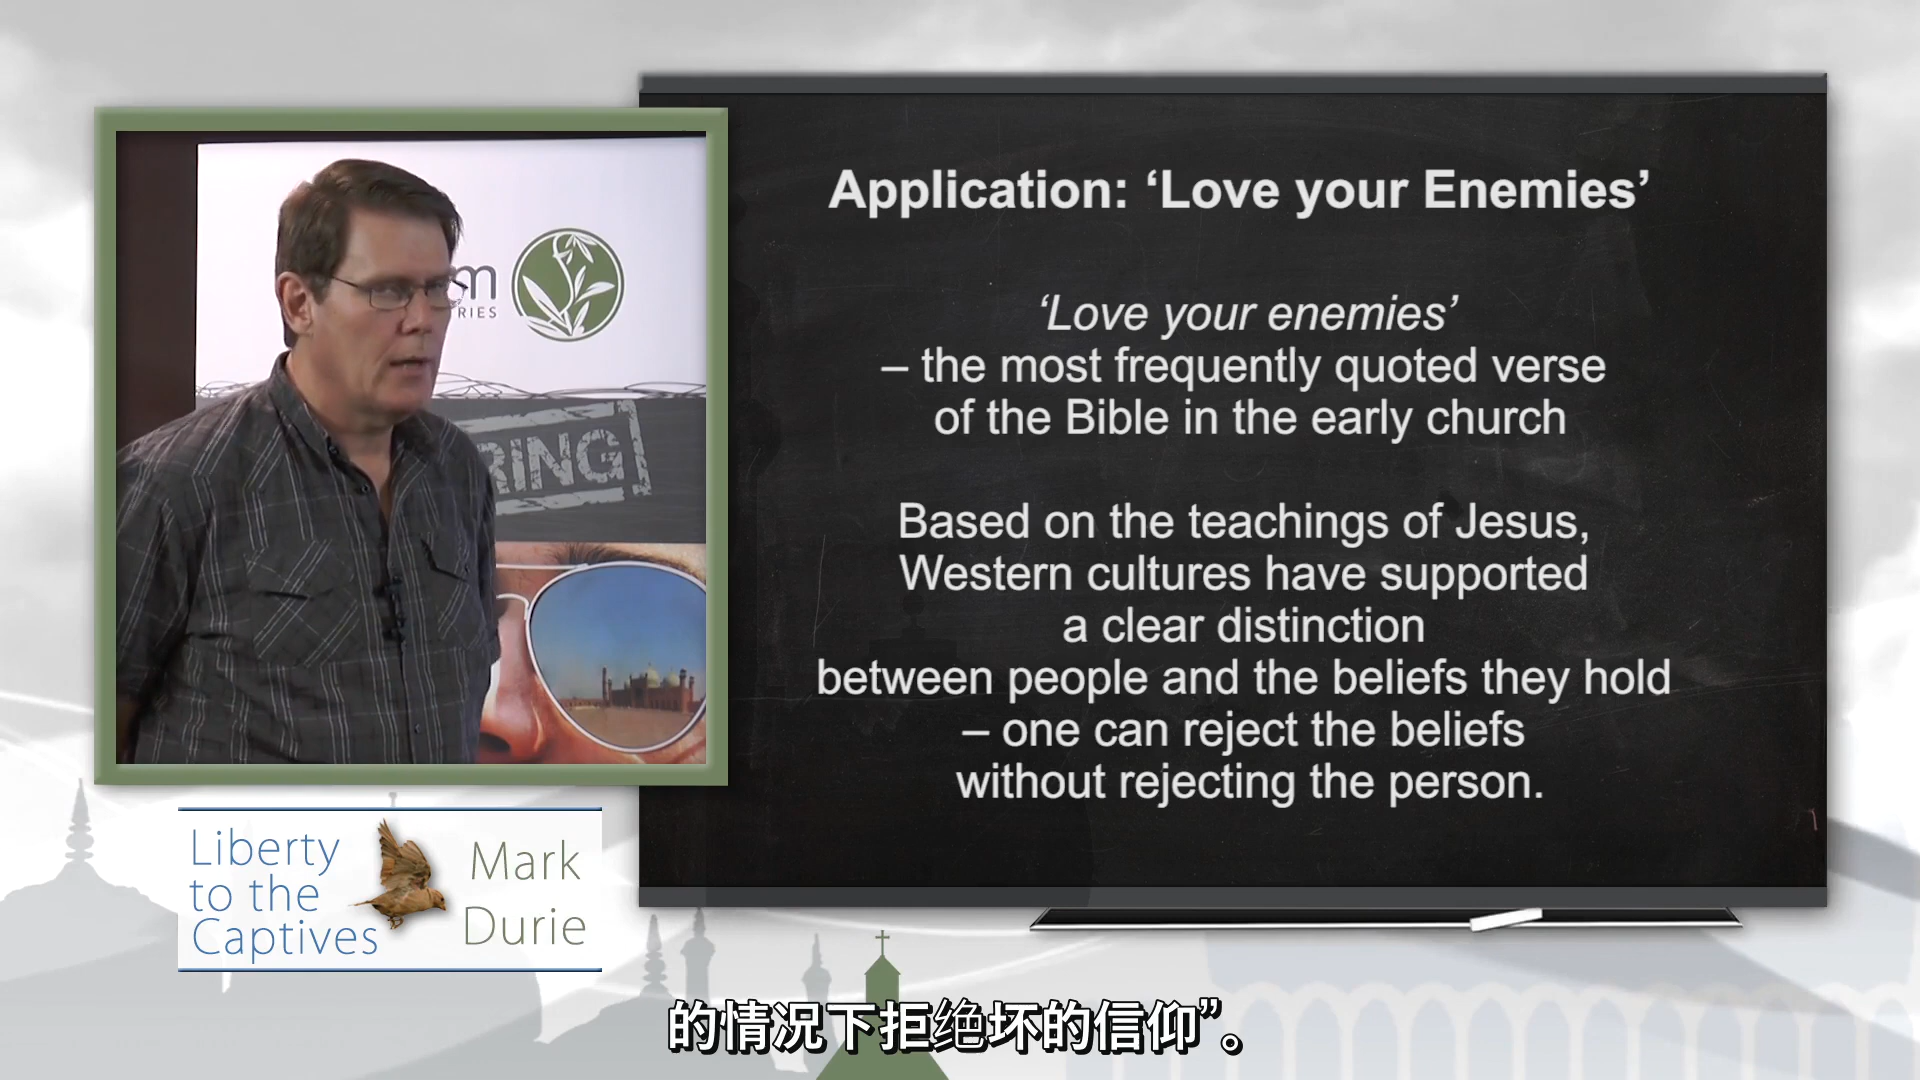 Application: ‘Love your Enemies’
‘Love your enemies’
– the most frequently quoted verse
of the Bible in the early church
Based on the teachings of Jesus,
Western cultures have supported
a clear distinction
between people and the beliefs they hold
– one can reject the beliefs
without rejecting the person.
Liberty
to the
Captives
Mark
Durie
的情况下拒绝坏的信仰”。